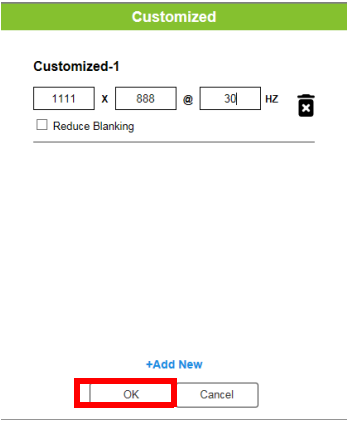 Customized
Customized-1
1111 X 888 @ 30 HZ
Reduce Blanking
+Add New
OK Cancel